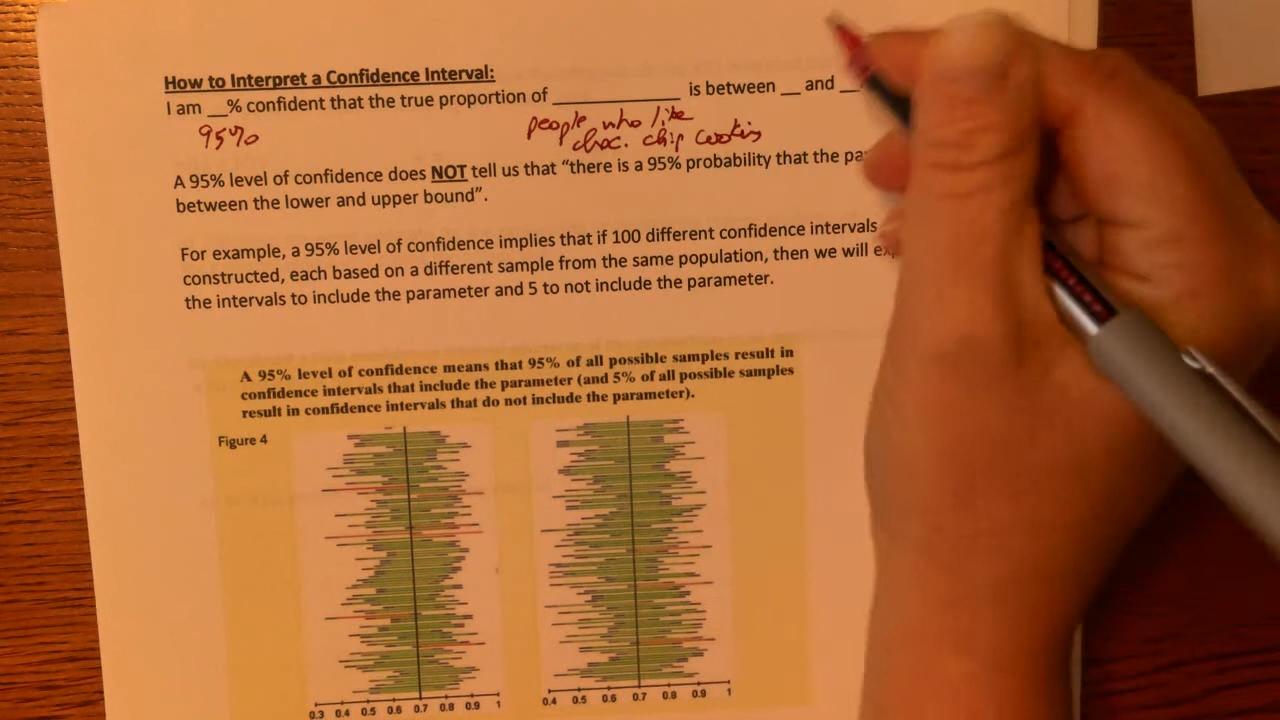 How to Interpret a Confidence Interval:
I am __% confident that the true proportion of ____________ is between __ and __
95%
people who like
choc. chip cookies
A 95% level of confidence does NOT tell us that “there is a 95% probability that the
between the lower and upper bound”.
For example, a 95% level of confidence implies that if 100 different confidence intervals
constructed, each based on a different sample from the same population, then we will
the intervals to include the parameter and 5 to not include the parameter.
A 95% level of confidence means that 95% of all possible samples result in
confidence intervals that include the parameter (and 5% of all possible samples
result in confidence intervals that do not include the parameter).
Figure 4
0.3 0.4 0.5 0.6 0.7 0.8 0.9 1
0.4 0.5 0.6 0.7 0.8 0.9 1